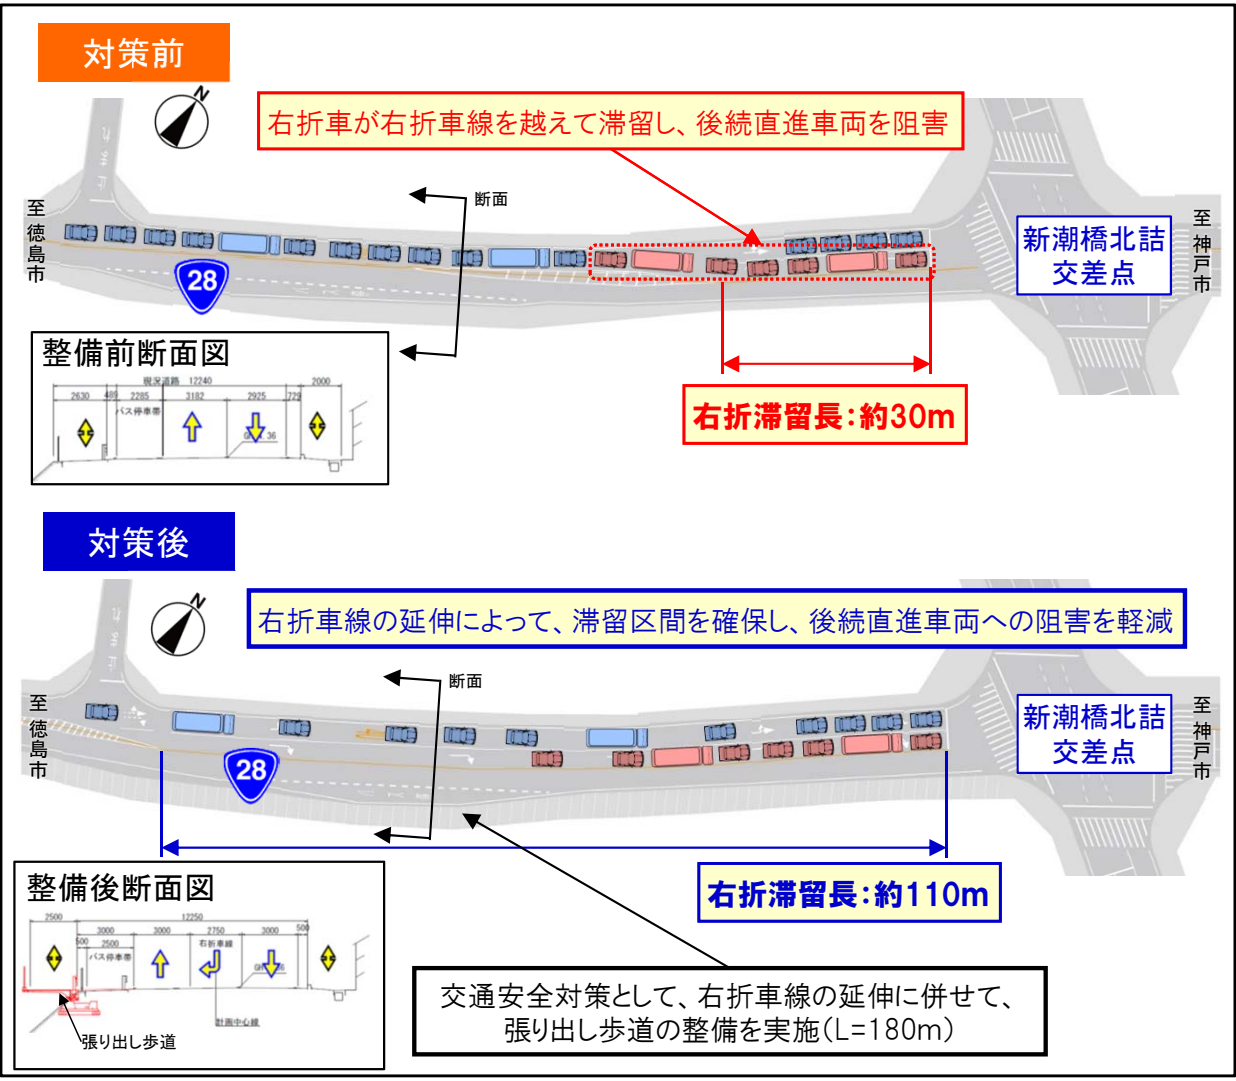 対策前
N
右折車が右折車線を越えて滞留し、後続直進車両を阻害
断面
至徳島市
28
新潮橋北詰
交差点
至神戸市
整備前断面図
現況道路 12240
2000
2630
485
2285
3182
2925
729
バス停車帯
右折滞留長：約30m
対策後
N
右折車線の延伸によって、滞留区間を確保し、後続直進車両への阻害を軽減
断面
至徳島市
28
新潮橋北詰
交差点
至神戸市
右折滞留長：約110m
整備後断面図
2500
12250
3000
3000
2750
3000
500
500
2500
右折車線
バス停車帯
計画中心線
張り出し歩道
交通安全対策として、右折車線の延伸に併せて、
張り出し歩道の整備を実施（L=180m）